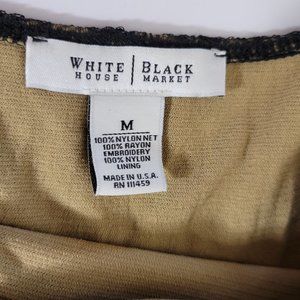 WHITE | BLACK
HOUSE | MARKET
M
100% NYLON NET
100% RAYON
EMBROIDERY
100% NYLON
LINING
MADE IN U.S.A.
RN 111459